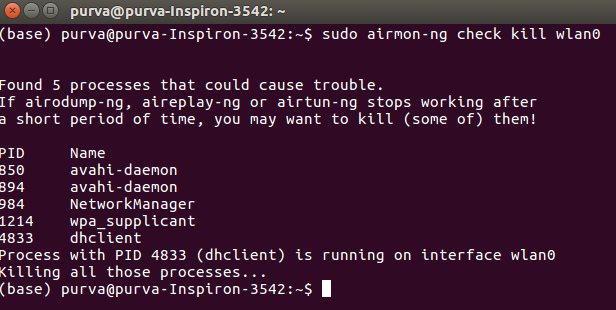 purva@purva-Inspiron-3542: ~
(base) purva@purva-Inspiron-3542:~$ sudo airmon-ng check kill wlan0
Found 5 processes that could cause trouble.
If airodump-ng, aireplay-ng or airtun-ng stops working after
a short period of time, you may want to kill (some of) them!
PID     Name
850     avahi-daemon
894     avahi-daemon
984     NetworkManager
1214    wpa_supplicant
4833    dhclient
Process with PID 4833 (dhclient) is running on interface wlan0
Killing all those processes...
(base) purva@purva-Inspiron-3542:~$